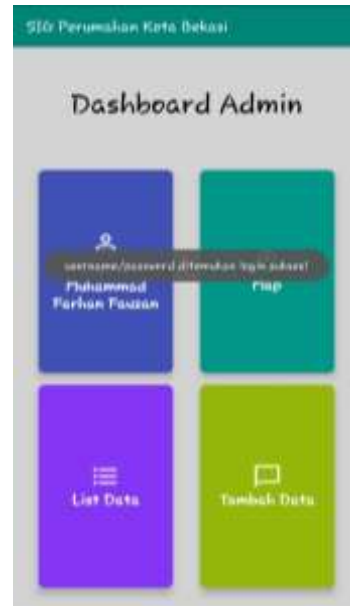 SIG Perumahan Kota Bekasi
Dashboard Admin
username/password ditemukan login sukses!
Muhammad
Farhan Fauzan
Map
List Data
Tambah Data